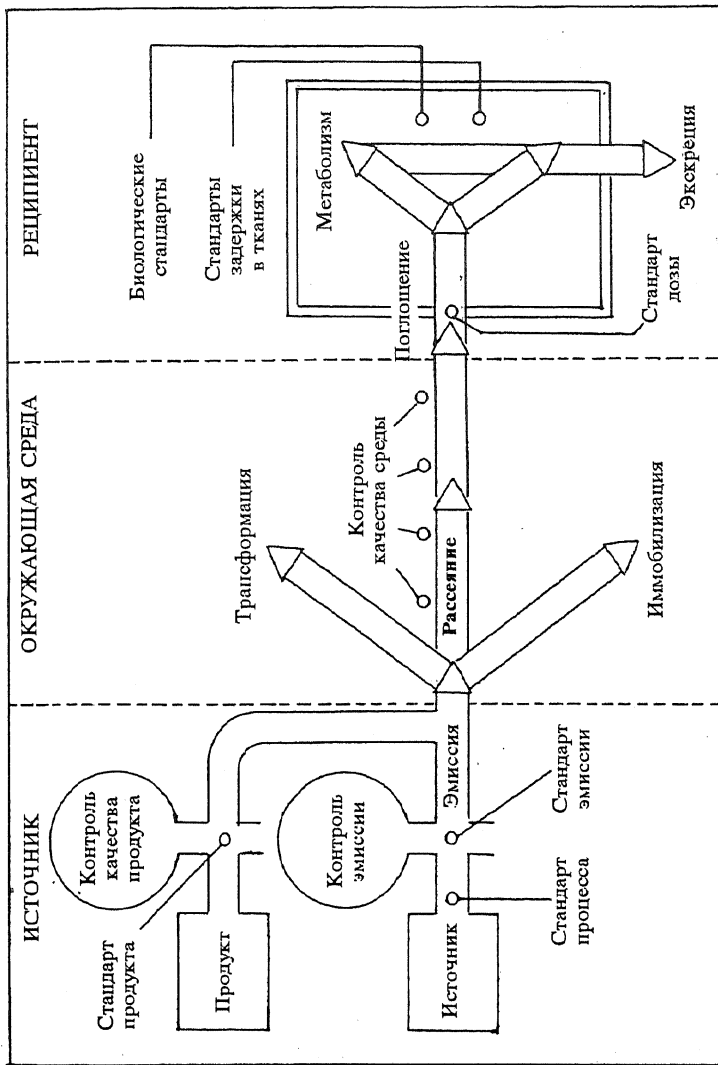 ИСТОЧНИК
ОКРУЖАЮЩАЯ СРЕДА
РЕЦИПИЕНТ
Контроль
качества
продукта
Стандарт
продукта
Продукт
Контроль
эмиссии
Источник
Эмиссия
Стандарт
процесса
Стандарт
эмиссии
Трансформация
Контроль
качества среды
Рассеяние
Иммобилизация
Биологические
стандарты
Стандарты
задержки
в тканях
Метаболизм
Поглощение
Стандарт
дозы
Экскреция